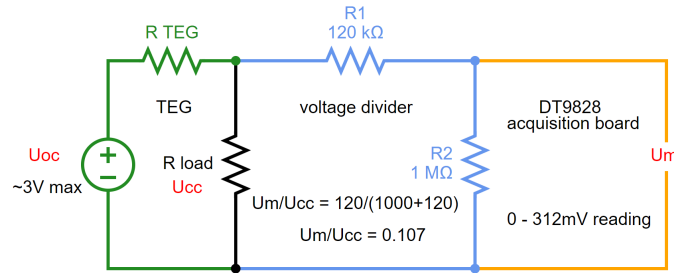 R1
R TEG
120 kΩ
TEG
voltage divider
DT9828
acquisition board
Uoc
~3V max
R load
Ucc
R2
1 MΩ
Um
Um/Ucc = 120/(1000+120)
Um/Ucc = 0.107
0 - 312mV reading